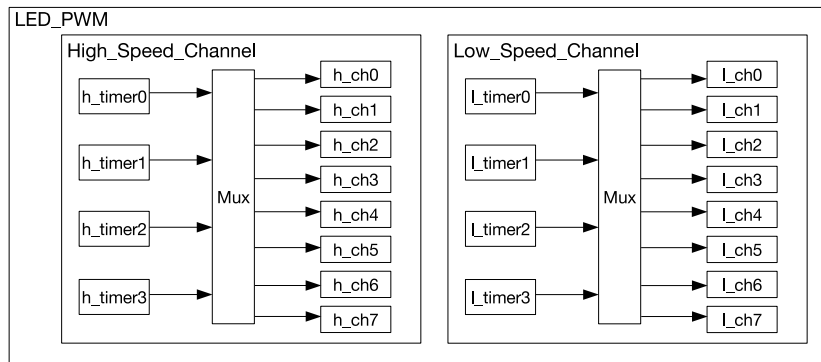 LED_PWM
High_Speed_Channel
h_timer0
h_timer1
h_timer2
h_timer3
Mux
h_ch0
h_ch1
h_ch2
h_ch3
h_ch4
h_ch5
h_ch6
h_ch7
Low_Speed_Channel
l_timer0
l_timer1
l_timer2
l_timer3
Mux
l_ch0
l_ch1
l_ch2
l_ch3
l_ch4
l_ch5
l_ch6
l_ch7